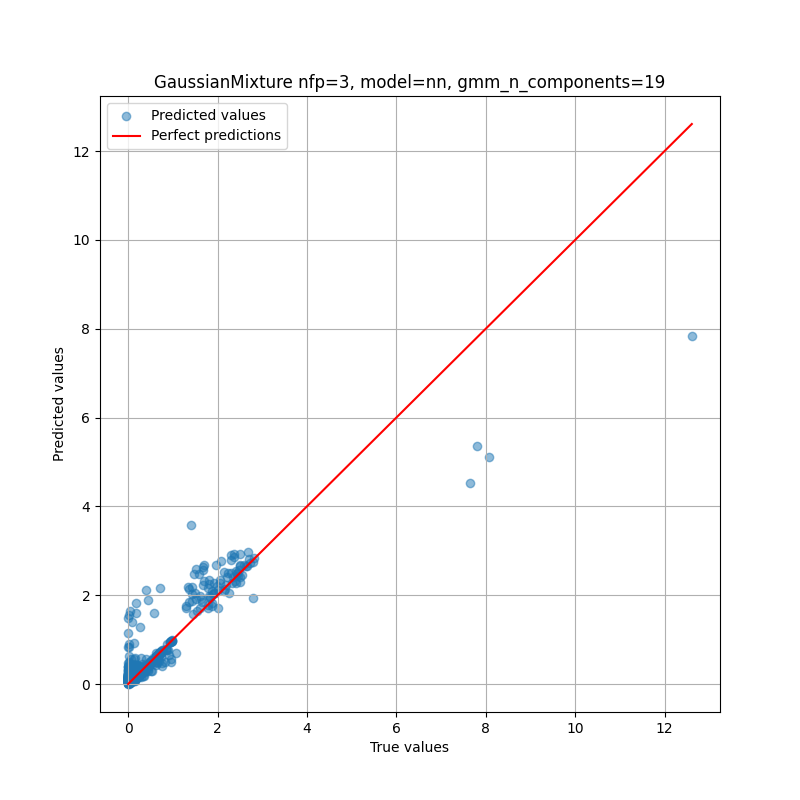 GaussianMixture nfp=3, model=nn, gmm_n_components=19
Predicted values
Perfect predictions
12
10
8
6
4
2
0
Predicted values
0 2 4 6 8 10 12
True values